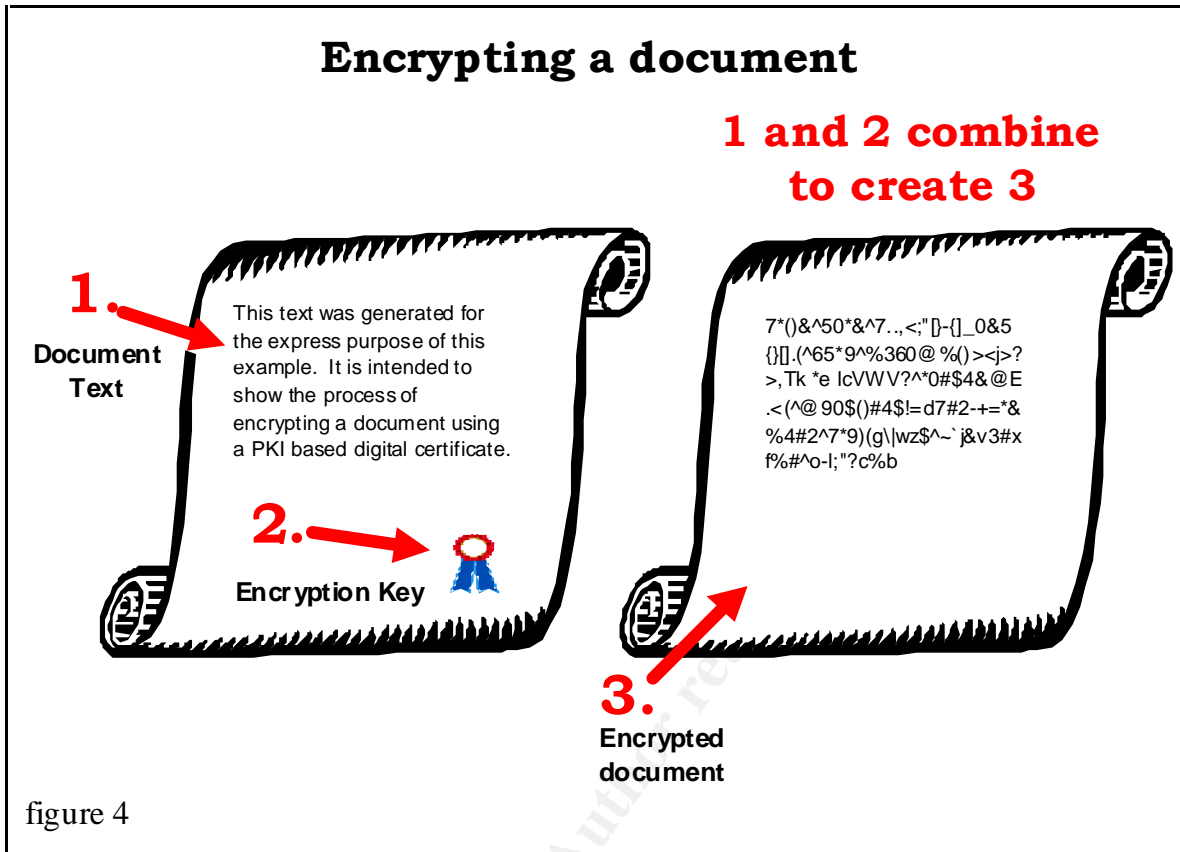 Encrypting a document
1 and 2 combine
to create 3
1.
Document
Text
This text was generated for
the express purpose of this
example.  It is intended to
show the process of
encrypting a document using
a PKI based digital certificate.
2.
Encryption Key
7*()&^50*&^7..,<;"[}-{]_0&5
{}[].(^65*9^%360@%()><j>?
>,Tk *e IcVWV?^*0#$4&@E
.<(^@90$()#4$!=d7#2-+=*&
%4#2^7*9)(g\|wz$^~`j&v3#x
f%#^o-I;"?c%b
3.
Encrypted
document
figure 4
Author re